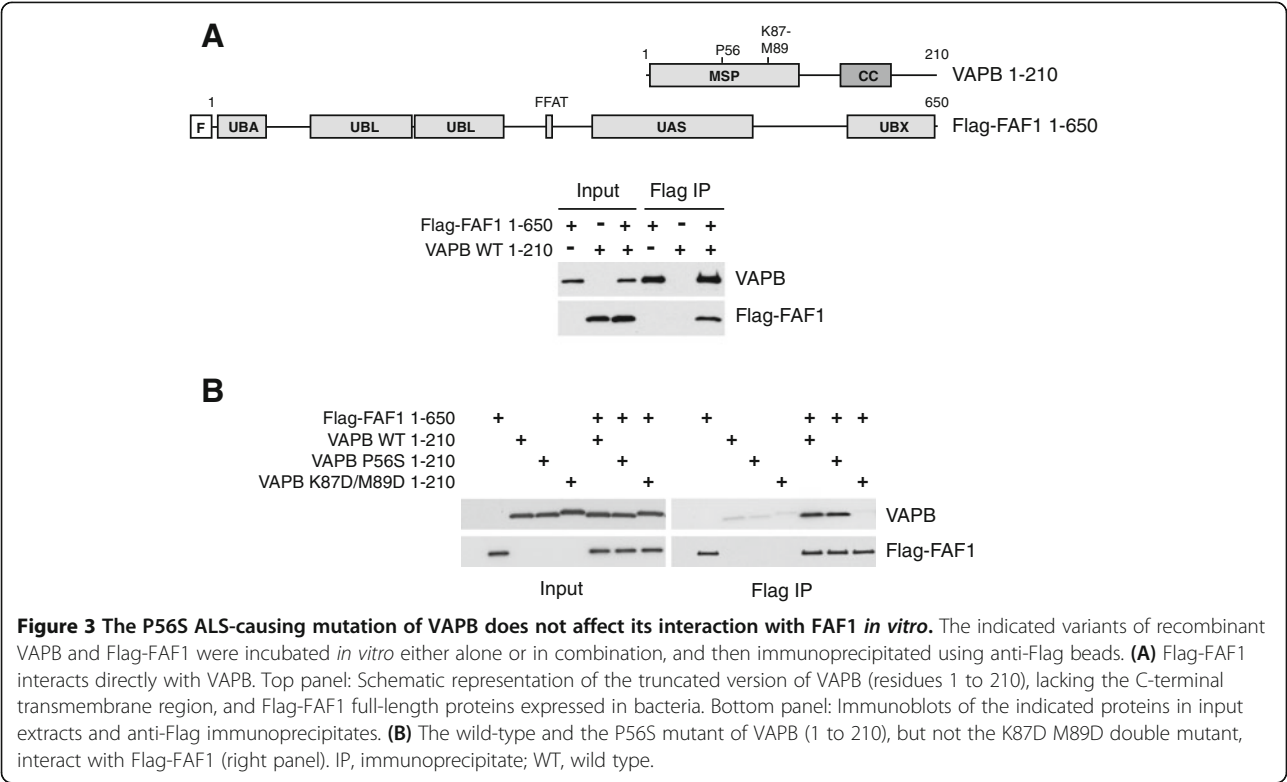 A
K87-
1 P56 M89 210
MSP CC VAPB 1-210
1 FFAT 650
F UBA UBL UBL UAS UBX Flag-FAF1 1-650
Input Flag IP
Flag-FAF1 1-650 + - + + - +
VAPB WT 1-210 - + + - + +
VAPB
Flag-FAF1
B
Flag-FAF1 1-650 + + + + + + + +
VAPB WT 1-210 + + + +
VAPB P56S 1-210 + + + +
VAPB K87D/M89D 1-210 + + + +
VAPB
Flag-FAF1
Input Flag IP
Figure 3 The P56S ALS-causing mutation of VAPB does not affect its interaction with FAF1 in vitro. The indicated variants of recombinant
VAPB and Flag-FAF1 were incubated in vitro either alone or in combination, and then immunoprecipitated using anti-Flag beads. (A) Flag-FAF1
interacts directly with VAPB. Top panel: Schematic representation of the truncated version of VAPB (residues 1 to 210), lacking the C-terminal
transmembrane region, and Flag-FAF1 full-length proteins expressed in bacteria. Bottom panel: Immunoblots of the indicated proteins in input
extracts and anti-Flag immunoprecipitates. (B) The wild-type and the P56S mutant of VAPB (1 to 210), but not the K87D M89D double mutant,
interact with Flag-FAF1 (right panel). IP, immunoprecipitate; WT, wild type.